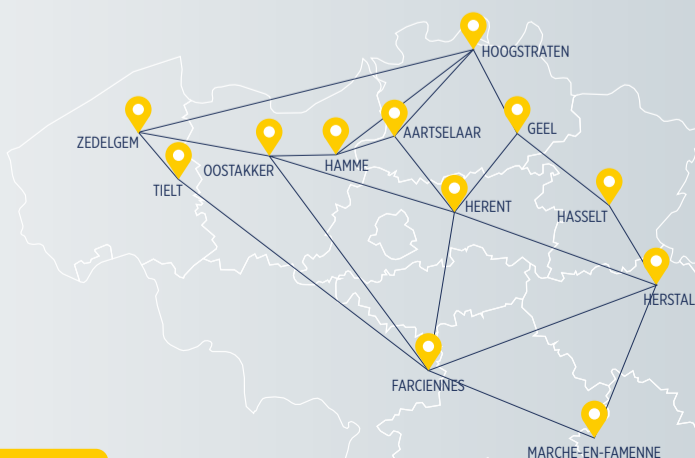 HOOGSTRATEN
ZEDELGEM
AARTSELAAR
GEEL
OOSTAKKER
HAMME
TIELT
HERENT
HASSELT
HERSTAL
FARCIENNES
MARCHE-EN-FAMENNE